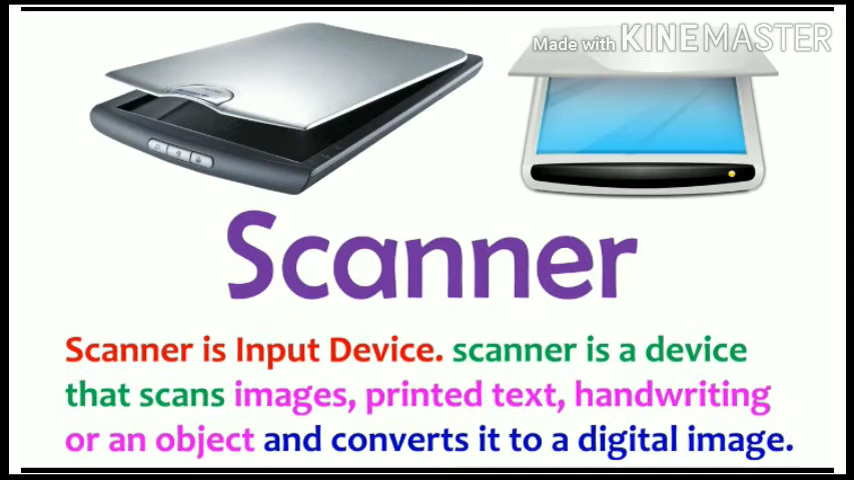 Made with KINEMASTER
Scanner
Scanner is Input Device. scanner is a device
that scans images, printed text, handwriting
or an object and converts it to a digital image.